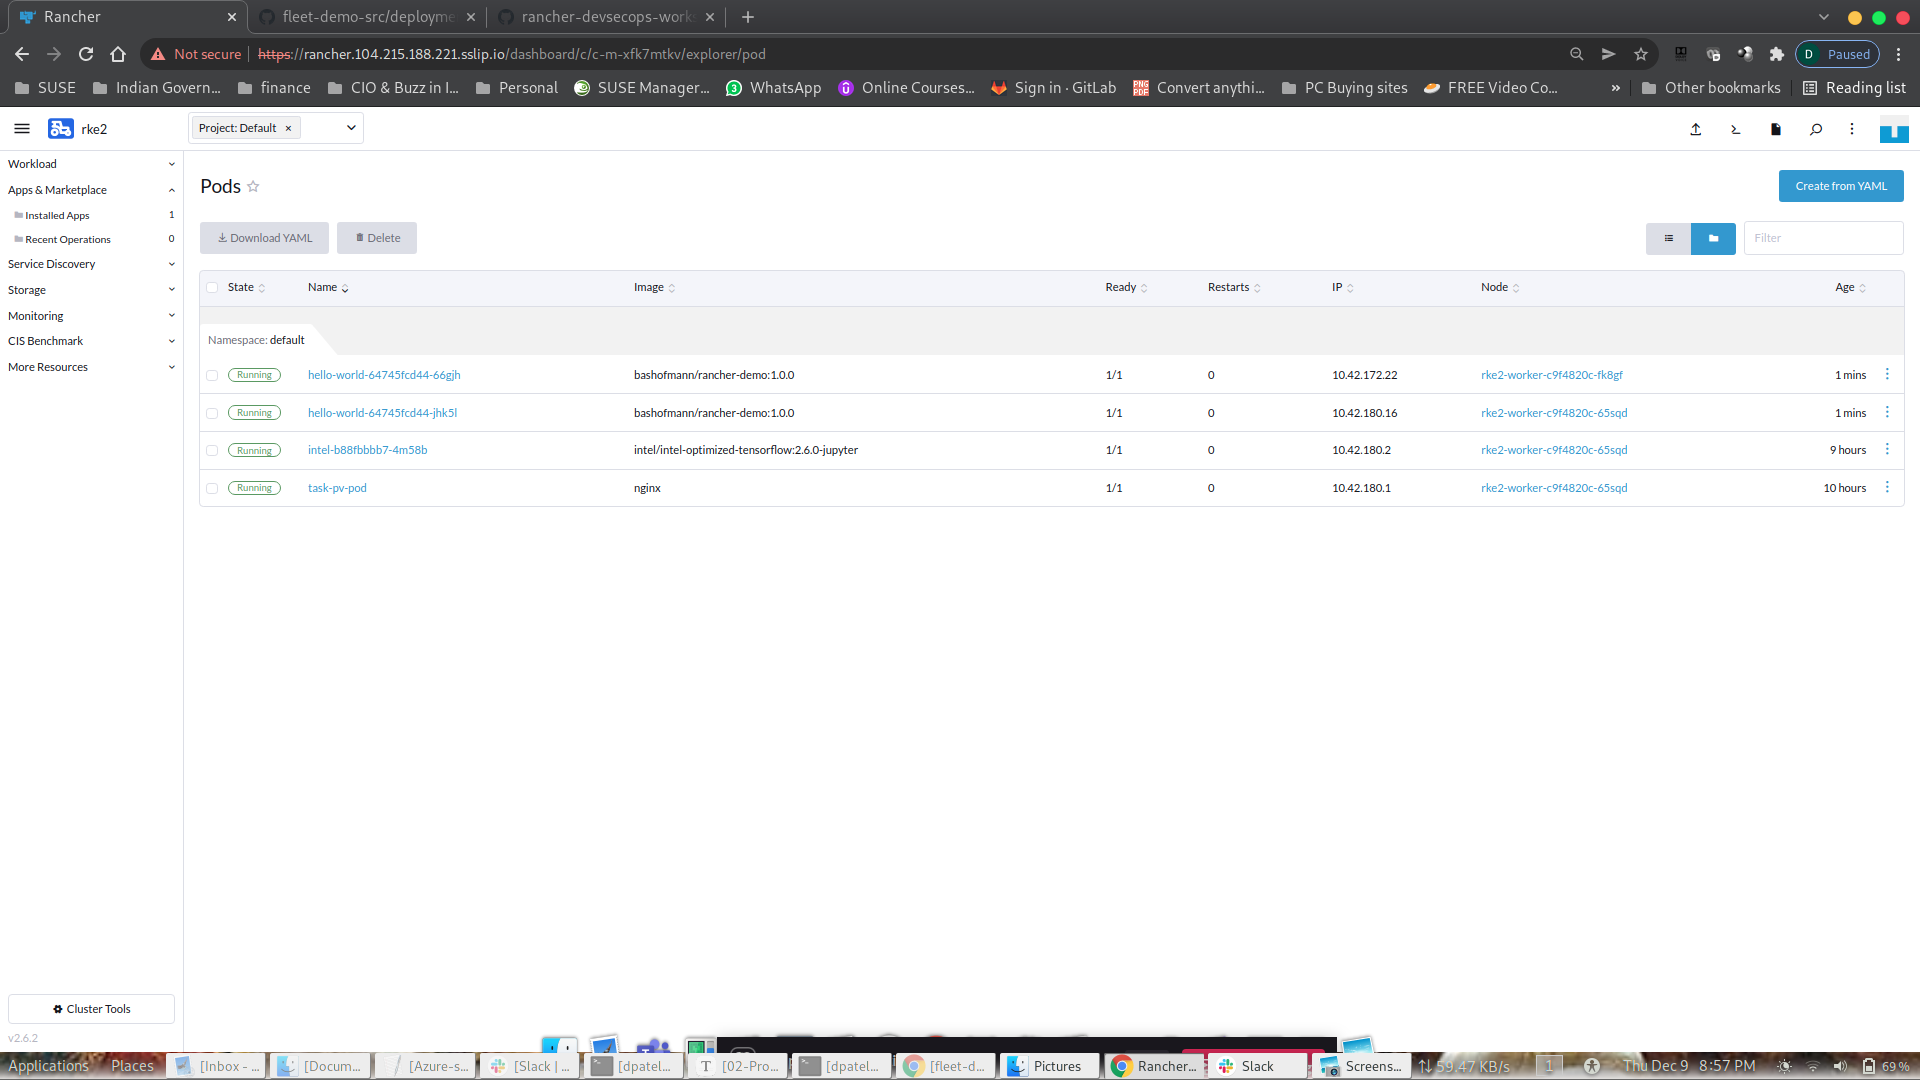 Rancher
fleet-demo-src/deployme
rancher-devsecops-work
Not secure https://rancher.104.215.188.221.sslip.io/dashboard/c/c-m-xfk7mtkv/explorer/pod
D Paused
SUSE Indian Govern... finance CIO & Buzz in I... Personal SUSE Manager... WhatsApp Online Courses... Sign in · GitLab Convert anythi... PC Buying sites FREE Video Co... » Other bookmarks Reading list
rke2
Project: Default ×
Workload
Apps & Marketplace
Installed Apps 1
Recent Operations 0
Service Discovery
Storage
Monitoring
CIS Benchmark
More Resources
Pods
Create from YAML
Download YAML Delete
Filter
State Name Image Ready Restarts IP Node Age
Namespace: default
Running hello-world-64745fcd44-66gjh bashofmann/rancher-demo:1.0.0 1/1 0 10.42.172.22 rke2-worker-c9f4820c-fk8gf 1 mins
Running hello-world-64745fcd44-jhk5l bashofmann/rancher-demo:1.0.0 1/1 0 10.42.180.16 rke2-worker-c9f4820c-65sqd 1 mins
Running intel-b88fbbbb7-4m58b intel/intel-optimized-tensorflow:2.6.0-jupyter 1/1 0 10.42.180.2 rke2-worker-c9f4820c-65sqd 9 hours
Running task-pv-pod nginx 1/1 0 10.42.180.1 rke2-worker-c9f4820c-65sqd 10 hours
Cluster Tools
v2.6.2
Applications Places [Inbox - ... [Docum... [Azure-s... [Slack | ... [dpatel... [02-Pro... [dpatel... [fleet-d... Pictures Rancher... Slack Screens... 59.47 KB/s 1 Thu Dec 9 8:57 PM 69 %